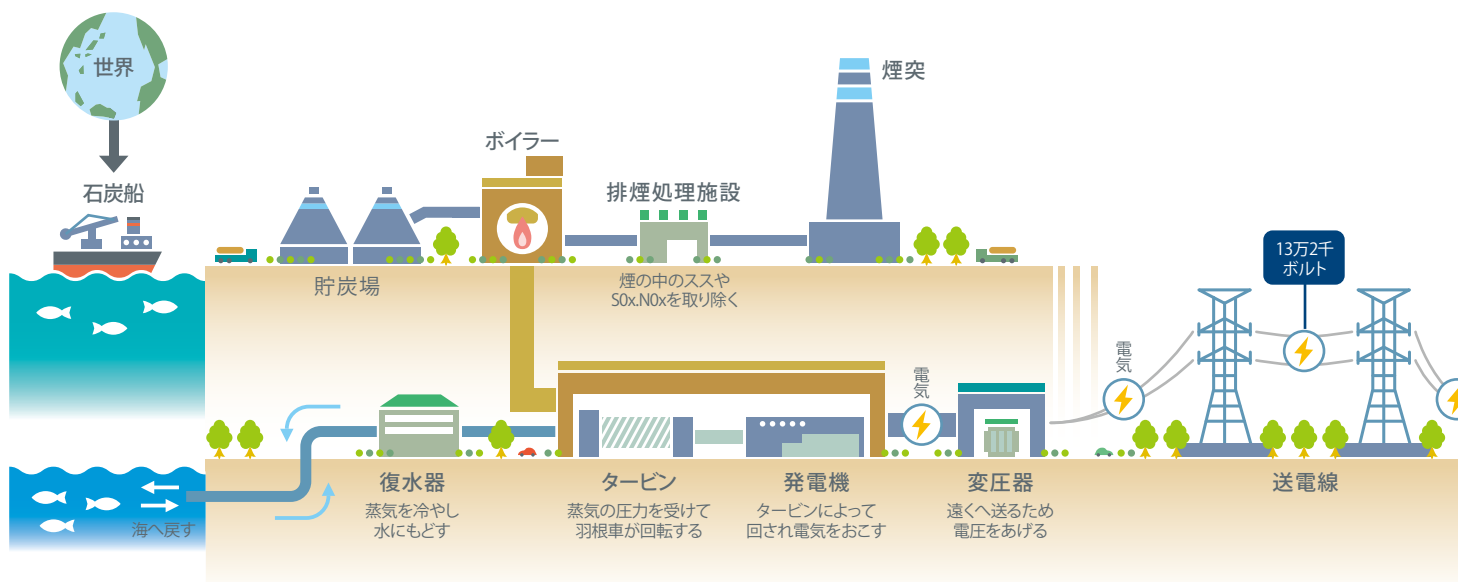 世界
石炭船
貯炭場
ボイラー
排煙処理施設
煙の中のススや
S0x.N0xを取り除く
煙突
13万2千
ボルト
電気
電気
海へ戻す
復水器
蒸気を冷やし
水にもどす
タービン
蒸気の圧力を受けて
羽根車が回転する
発電機
タービンによって
回され電気をおこす
変圧器
遠くへ送るため
電圧をあげる
送電線